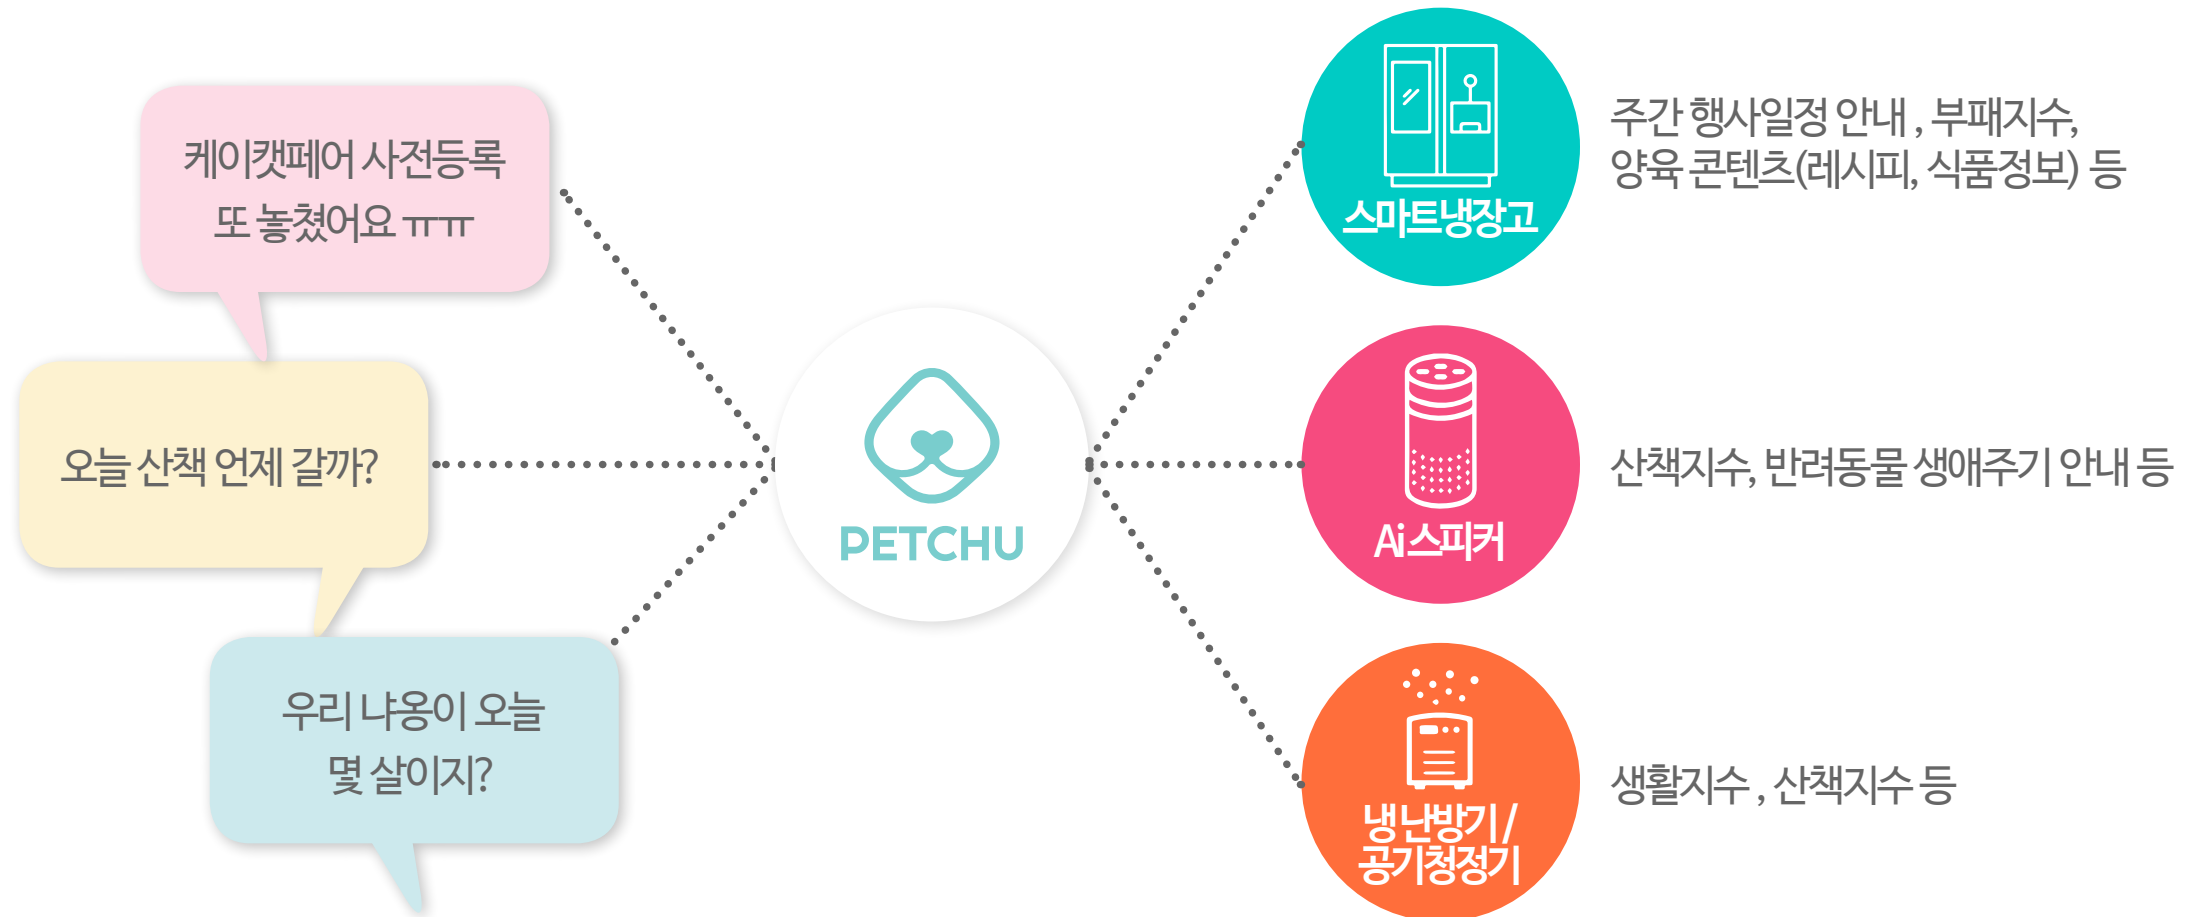 케이캣페어 사전등록
또 놓쳤어요 ㅠㅠ
오늘 산책 언제 갈까?
우리 냐옹이 오늘
몇 살이지?
PETCHU
스마트냉장고
주간 행사일정 안내 , 부패지수,
양육 콘텐츠(레시피, 식품정보) 등
Ai 스피커
산책지수, 반려동물 생애주기 안내 등
냉난방기 /
공기청정기
생활지수 , 산책지수 등